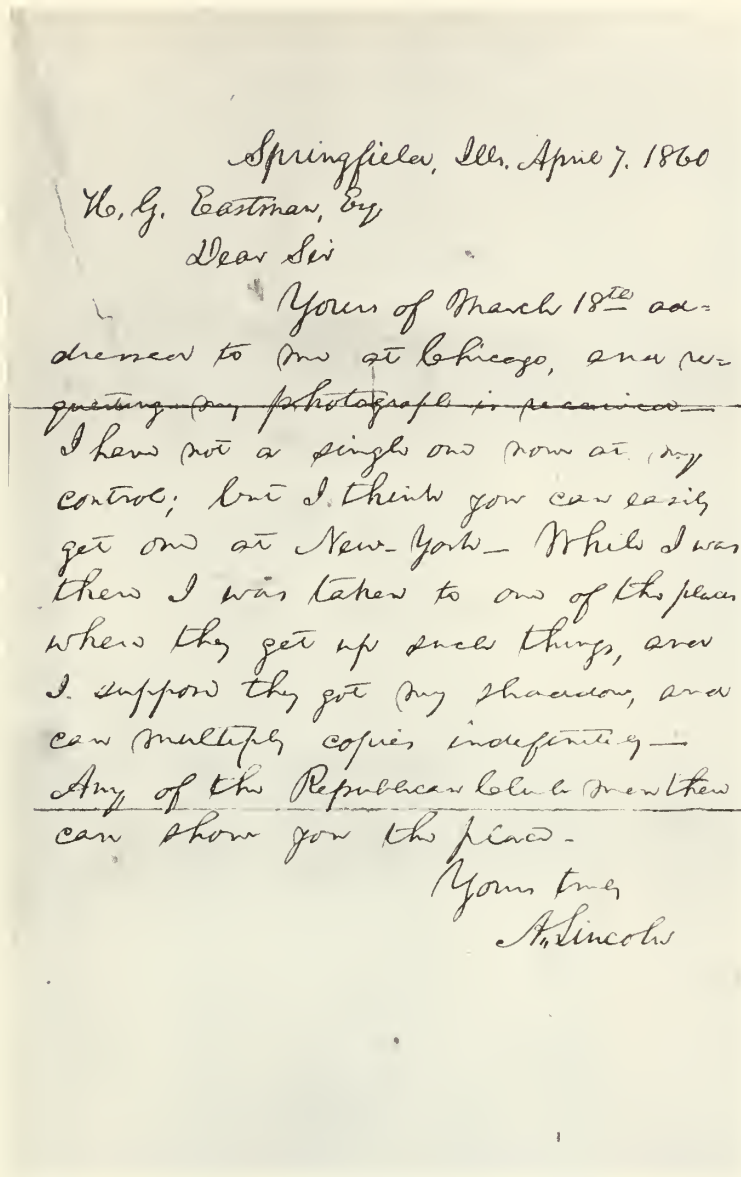 Springfield, Ills. April 7. 1860
H. G. Eastman, Esq
Dear Sir
Yours of March 18th ad=
dressed to me at Chicago, and re=
questing my photograph is received—
I have not a single one now at my
control; but I think you can easily
get one at New-York— While I was
there I was taken to one of the places
where they get up such things, and
I suppose they got my shaddow, and
can multiply copies indefinitely—
Any of the Republican Club men there
can show you the place—
Yours truly
A. Lincoln